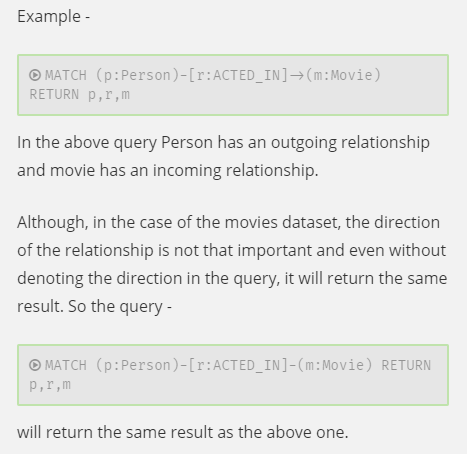 Example -
MATCH (p:Person)-[r:ACTED_IN]→(m:Movie)
RETURN p,r,m
In the above query Person has an outgoing relationship
and movie has an incoming relationship.
Although, in the case of the movies dataset, the direction
of the relationship is not that important and even without
denoting the direction in the query, it will return the same
result. So the query -
MATCH (p:Person)-[r:ACTED_IN]-(m:Movie) RETURN
p,r,m
will return the same result as the above one.